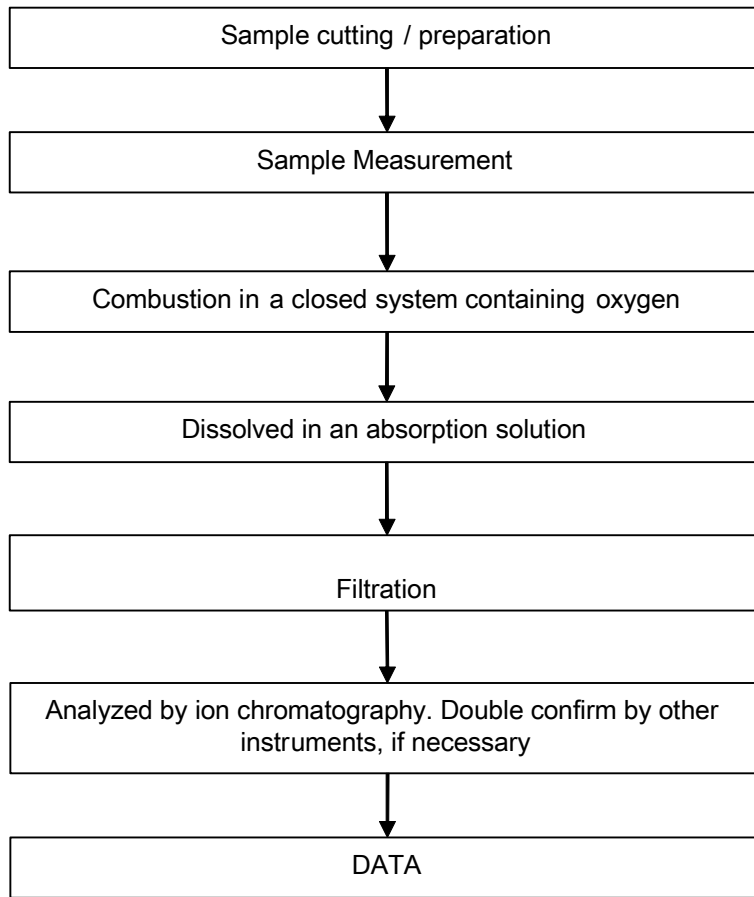 Sample cutting / preparation
Sample Measurement
Combustion in a closed system containing oxygen
Dissolved in an absorption solution
Filtration
Analyzed by ion chromatography. Double confirm by other
instruments, if necessary
DATA